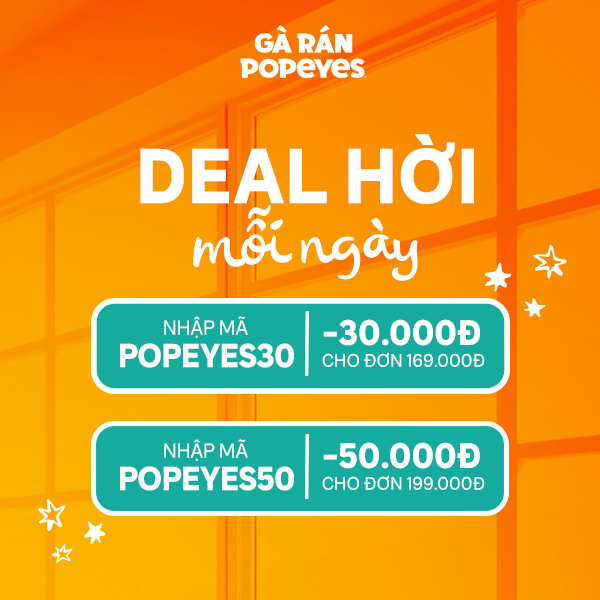 GÀ RÁN
POPEYES
DEAL HỜI
mỗi ngày
NHẬP MÃ
POPEYES30
-30.000Đ
CHO ĐƠN 169.000Đ
NHẬP MÃ
POPEYES50
-50.000Đ
CHO ĐƠN 199.000Đ